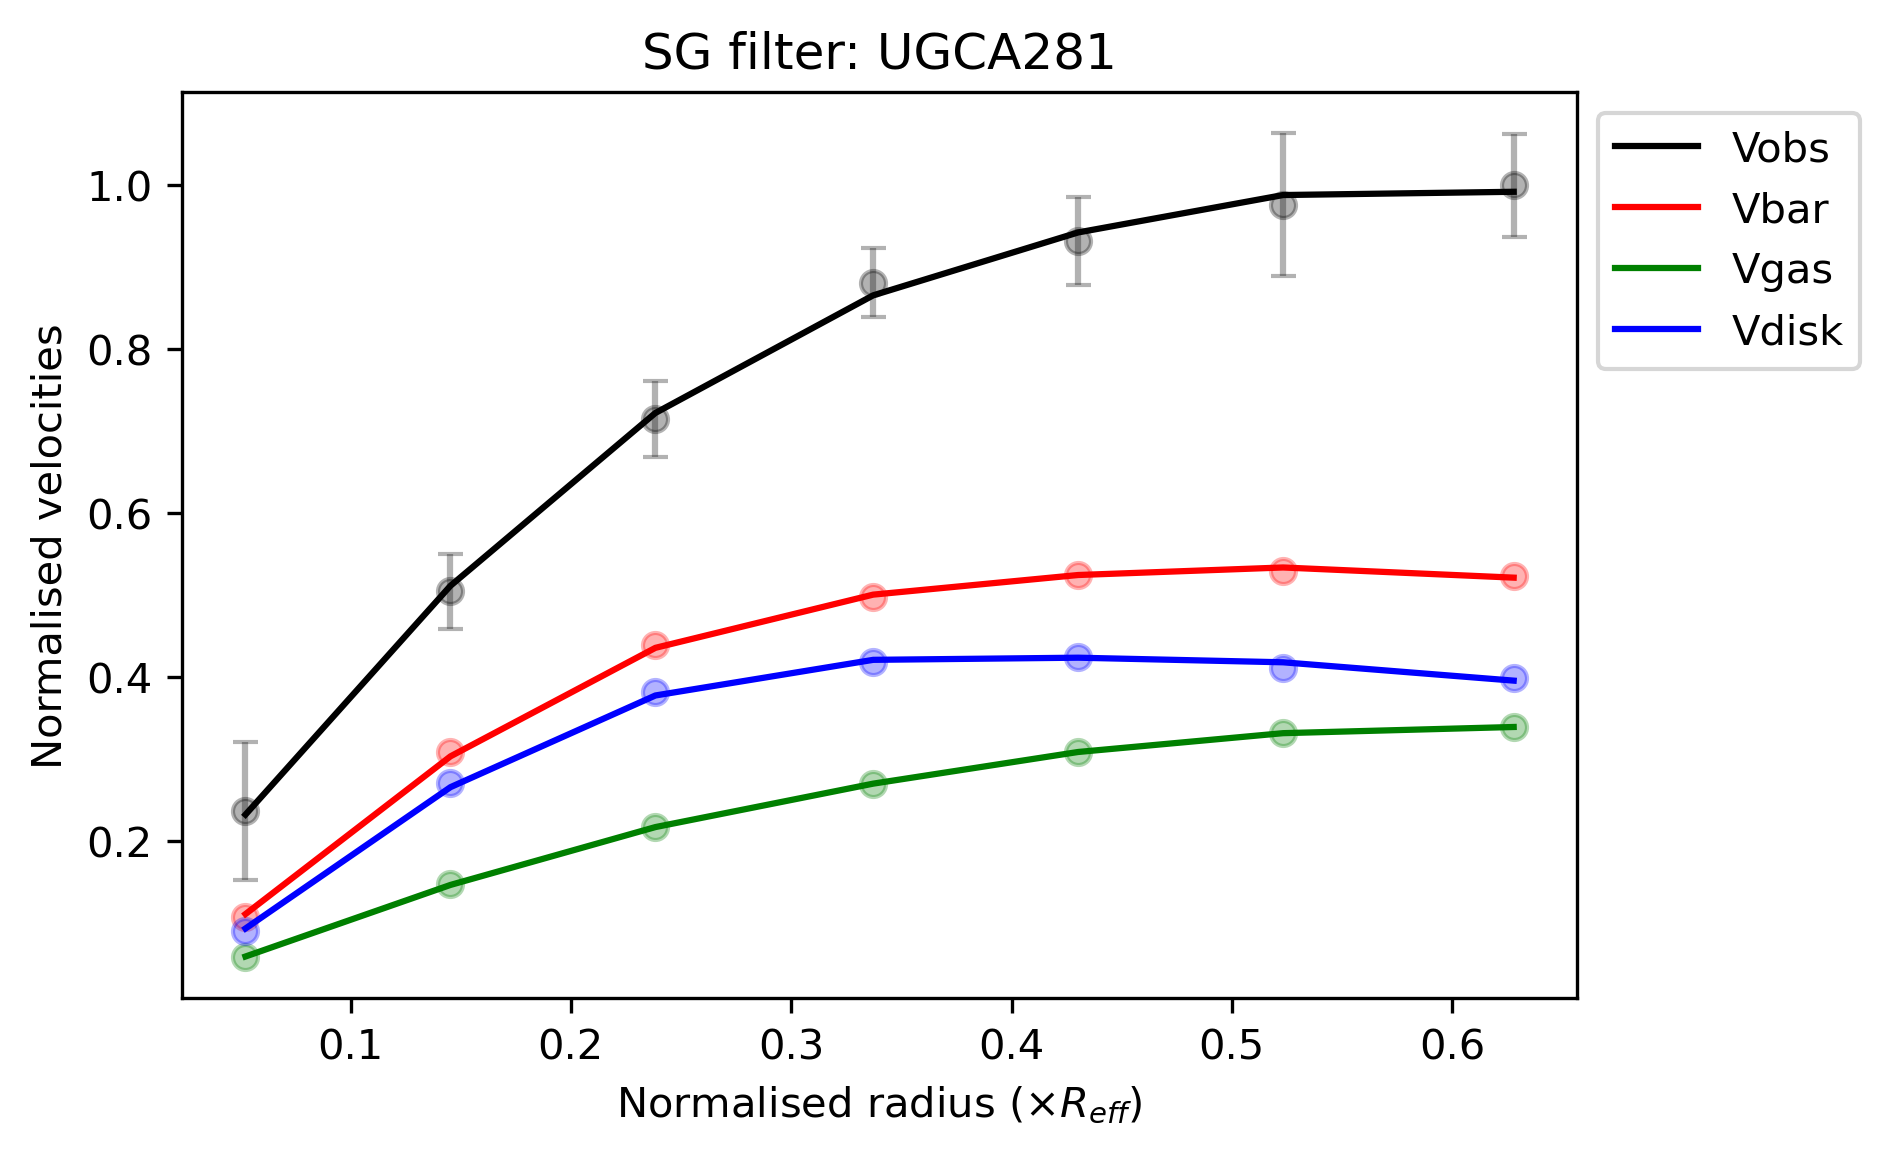 SG filter: UGCA281
Vobs
Vbar
Vgas
Vdisk
Normalised velocities
1.0
0.8
0.6
0.4
0.2
0.1 0.2 0.3 0.4 0.5 0.6
Normalised radius (×R_eff)